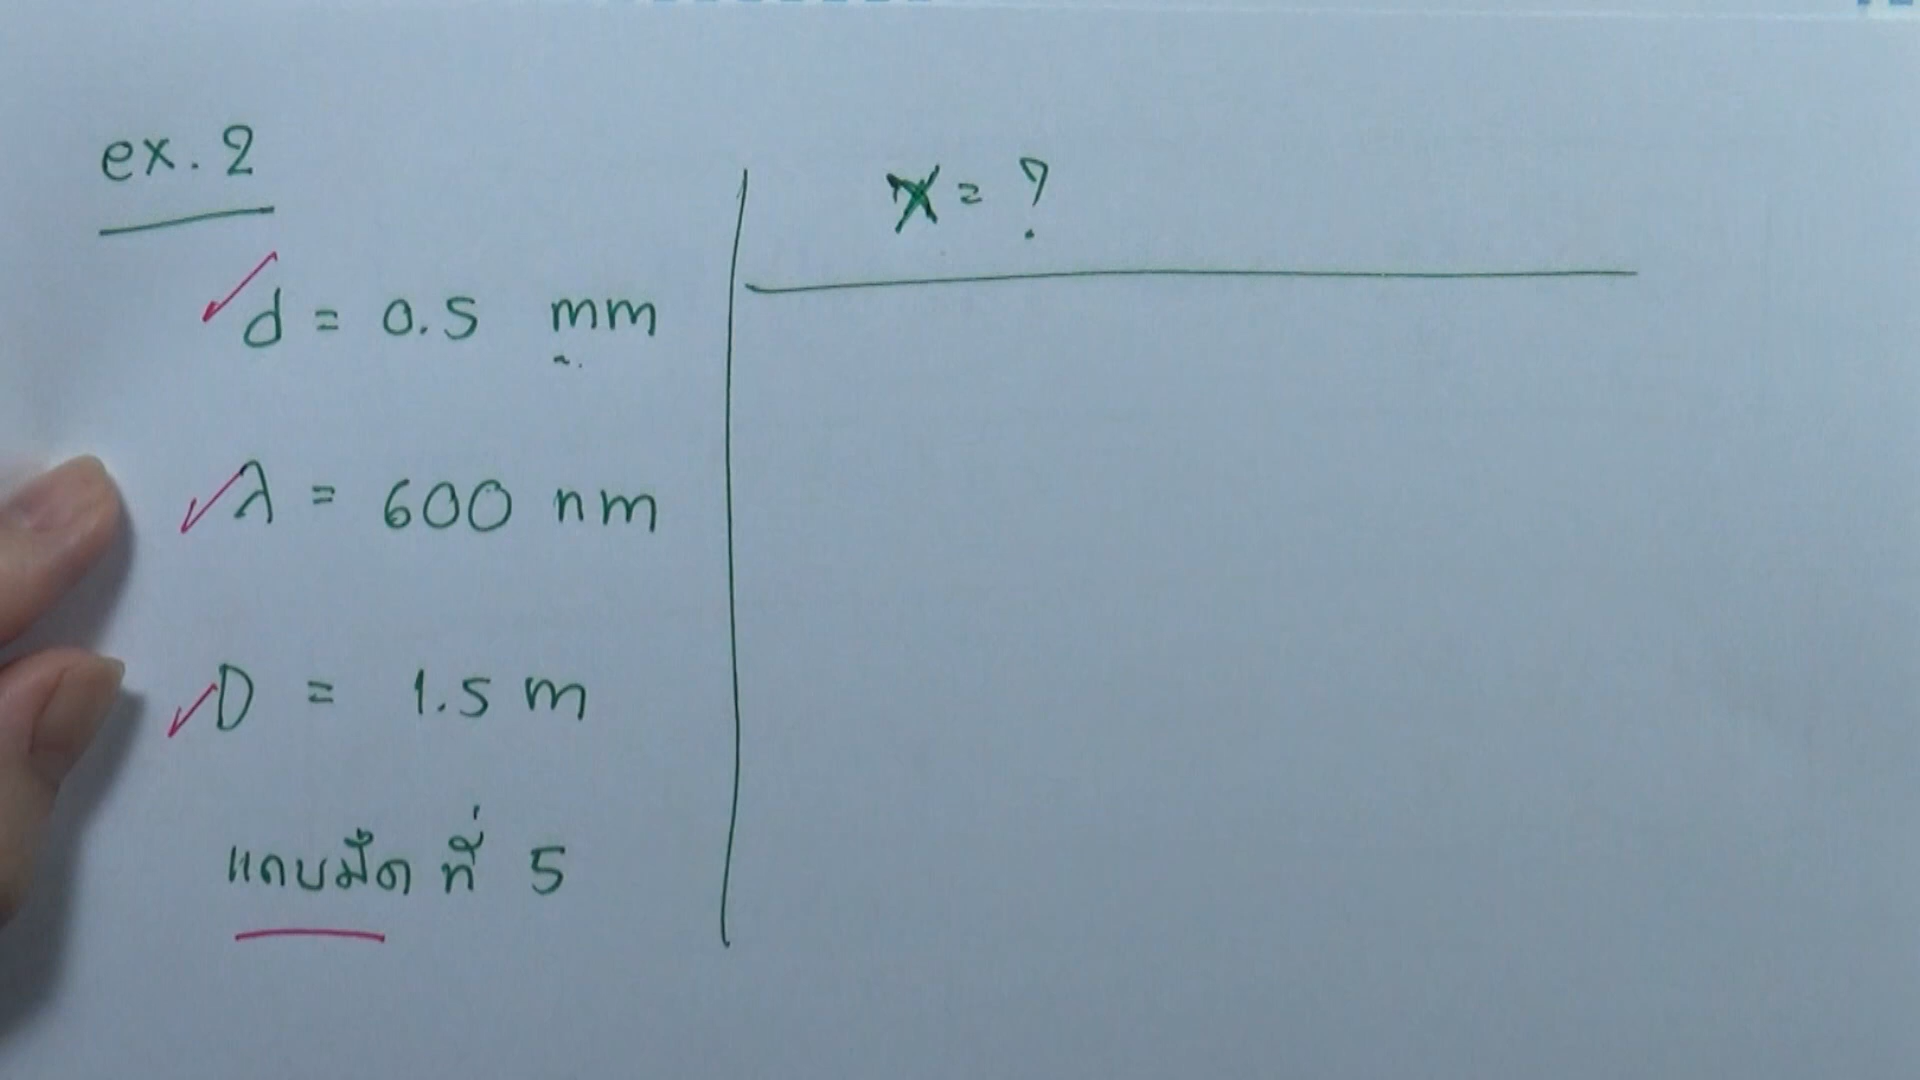 ex. 2
d = 0.5 mm
λ = 600 nm
D = 1.5 m
แถบมืด ที่ 5
x = ?